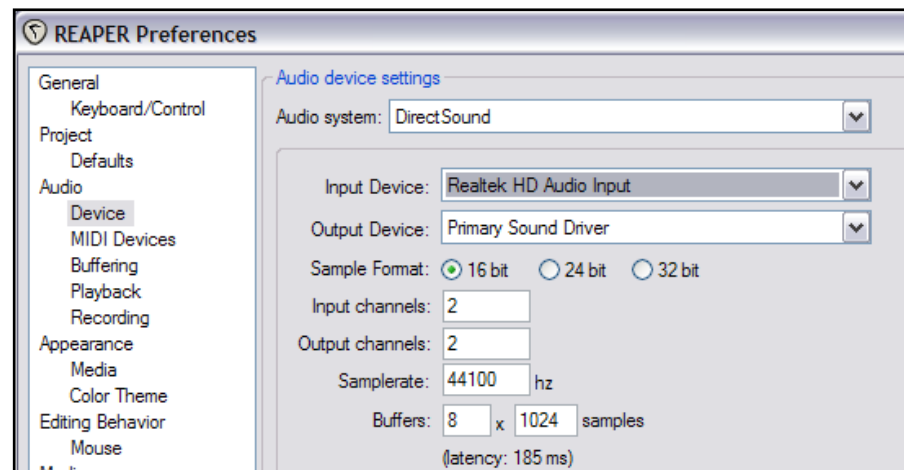 REAPER Preferences
General
Keyboard/Control
Project
Defaults
Audio
Device
MIDI Devices
Buffering
Playback
Recording
Appearance
Media
Color Theme
Editing Behavior
Mouse
Audio device settings
Audio system: DirectSound
Input Device: Realtek HD Audio Input
Output Device: Primary Sound Driver
Sample Format: 16 bit 24 bit 32 bit
Input channels: 2
Output channels: 2
Samplerate: 44100 hz
Buffers: 8 x 1024 samples
(latency: 185 ms)